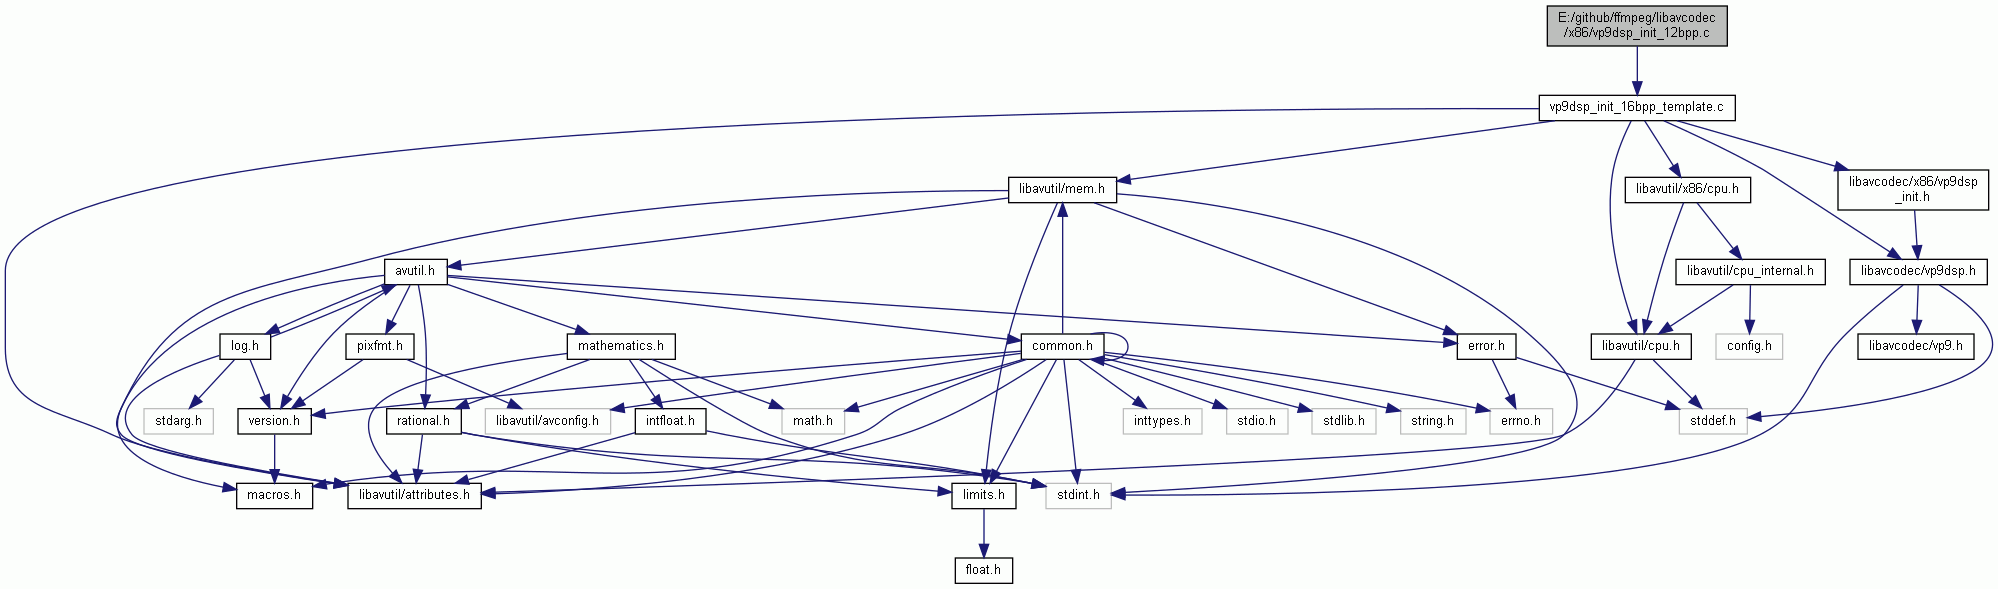 E:/github/ffmpeg/libavcodec
/x86/vp9dsp_init_12bpp.c
vp9dsp_init_16bpp_template.c
libavutil/mem.h
libavutil/x86/cpu.h
libavcodec/x86/vp9dsp
_init.h
avutil.h
libavutil/cpu_internal.h
libavcodec/vp9dsp.h
log.h
pixfmt.h
mathematics.h
common.h
error.h
libavutil/cpu.h
config.h
libavcodec/vp9.h
stdarg.h
version.h
rational.h
libavutil/avconfig.h
intfloat.h
math.h
inttypes.h
stdio.h
stdlib.h
string.h
errno.h
stddef.h
macros.h
libavutil/attributes.h
limits.h
stdint.h
float.h